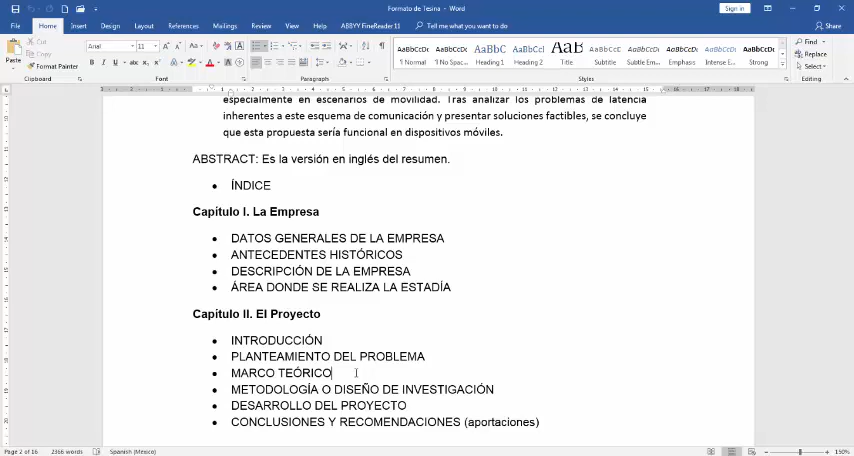 Formato de Tesina - Word
Sign in
File Home Insert Design Layout References Mailings Review View Help ABBYY FineReader 11 Tell me what you want to do Share
Paste
Cut
Copy
Format Painter
Clipboard
Arial 11
Font
Paragraph
AaBbCcDc AaBbCcDc AaBbC AaBbCcI AaB AaBbCcD AaBbCcDc AaBbCcDc AaBbCcDc AaBbCcDc
¶ Normal ¶ No Spac... Heading 1 Heading 2 Title Subtitle Subtle Em... Emphasis Intense E... Strong
Styles
Find
Replace
Select
Editing
especialmente en escenarios de movilidad. Tras analizar los problemas de latencia
inherentes a este esquema de comunicación y presentar soluciones factibles, se concluye
que esta propuesta sería funcional en dispositivos móviles.
ABSTRACT: Es la versión en inglés del resumen.
• ÍNDICE
Capítulo I. La Empresa
• DATOS GENERALES DE LA EMPRESA
• ANTECEDENTES HISTÓRICOS
• DESCRIPCIÓN DE LA EMPRESA
• ÁREA DONDE SE REALIZA LA ESTADÍA
Capítulo II. El Proyecto
• INTRODUCCIÓN
• PLANTEAMIENTO DEL PROBLEMA
• MARCO TEÓRICO
• METODOLOGÍA O DISEÑO DE INVESTIGACIÓN
• DESARROLLO DEL PROYECTO
• CONCLUSIONES Y RECOMENDACIONES (aportaciones)
Page 2 of 16 2366 words Spanish (Mexico) 150%